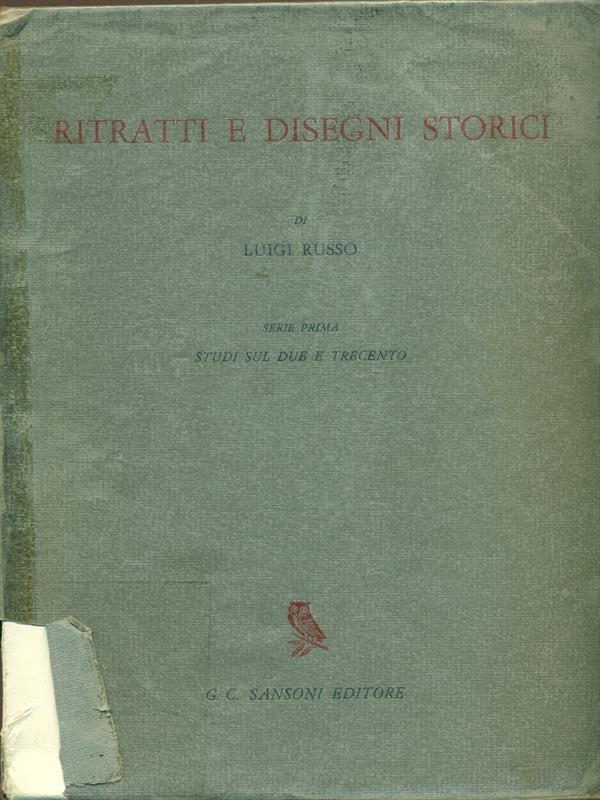 RITRATTI E DISEGNI STORICI
DI
LUIGI RUSSO
SERIE PRIMA
STUDI SUL DUE E TRECENTO
G. C. SANSONI EDITORE